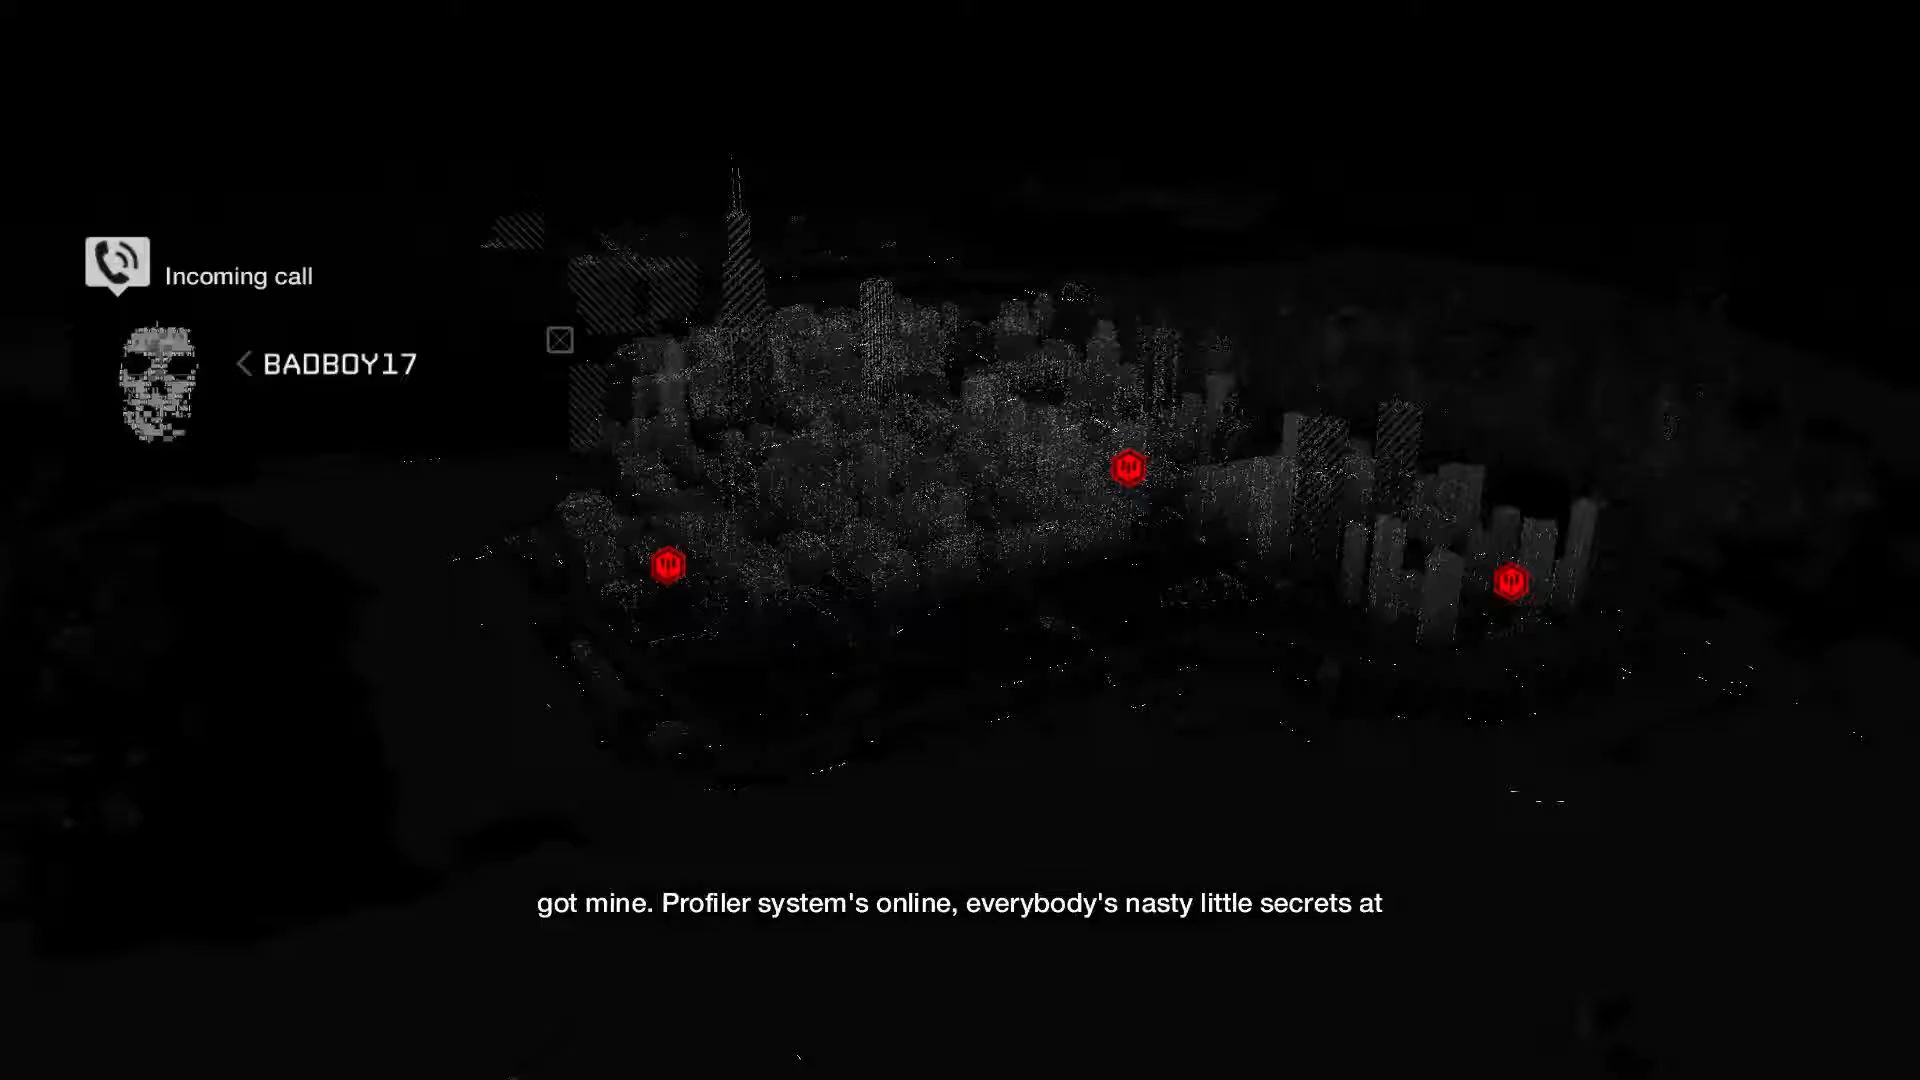 Incoming call
BADBOY17
got mine. Profiler system's online, everybody's nasty little secrets at